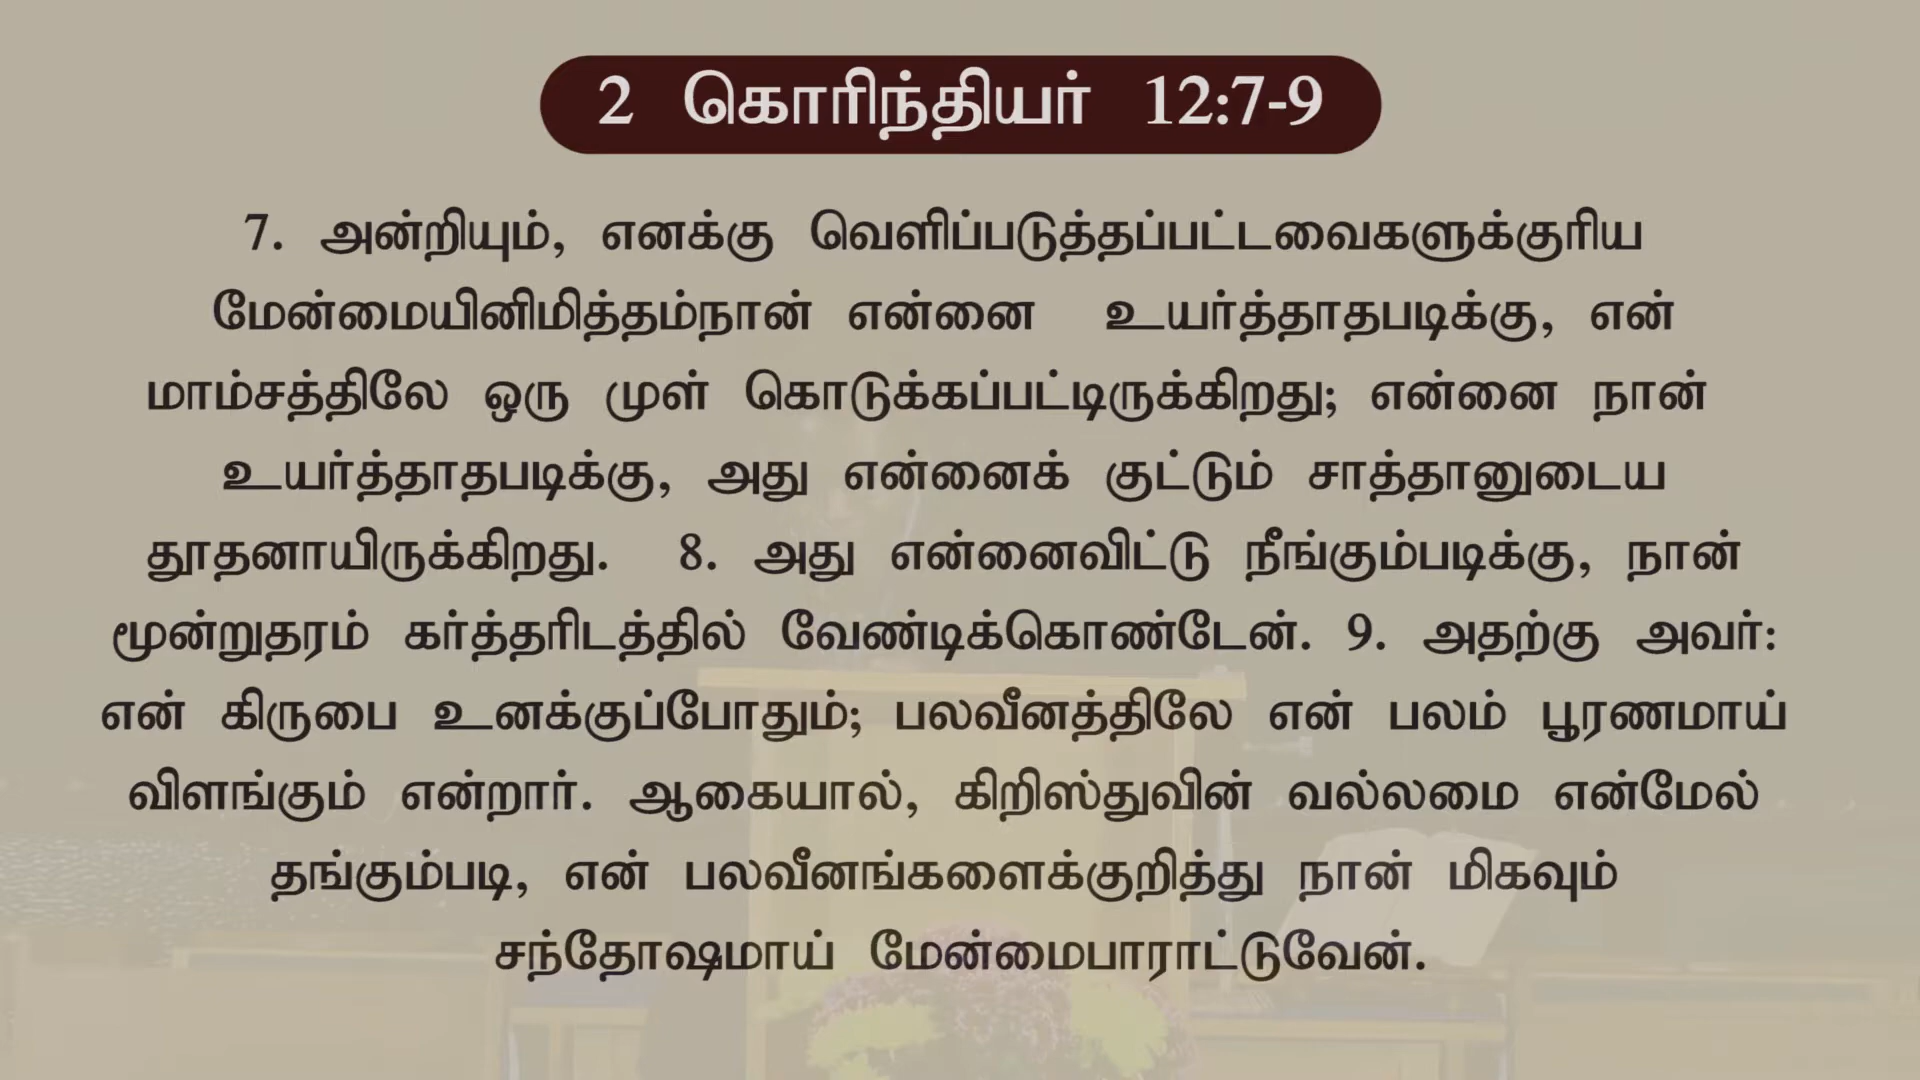 2 கொரிந்தியர் 12:7-9
7. அன்றியும், எனக்கு வெளிப்படுத்தப்பட்டவைகளுக்குரிய
மேன்மையினிமித்தம்நான் என்னை உயர்த்தாதபடிக்கு, என்
மாம்சத்திலே ஒரு முள் கொடுக்கப்பட்டிருக்கிறது; என்னை நான்
உயர்த்தாதபடிக்கு, அது என்னைக் குட்டும் சாத்தானுடைய
தூதனாயிருக்கிறது. 8. அது என்னைவிட்டு நீங்கும்படிக்கு, நான்
மூன்றுதரம் கர்த்தரிடத்தில் வேண்டிக்கொண்டேன். 9. அதற்கு அவர்:
என் கிருபை உனக்குப்போதும்; பலவீனத்திலே என் பலம் பூரணமாய்
விளங்கும் என்றார். ஆகையால், கிறிஸ்துவின் வல்லமை என்மேல்
தங்கும்படி, என் பலவீனங்களைக்குறித்து நான் மிகவும்
சந்தோஷமாய் மேன்மைபாராட்டுவேன்.